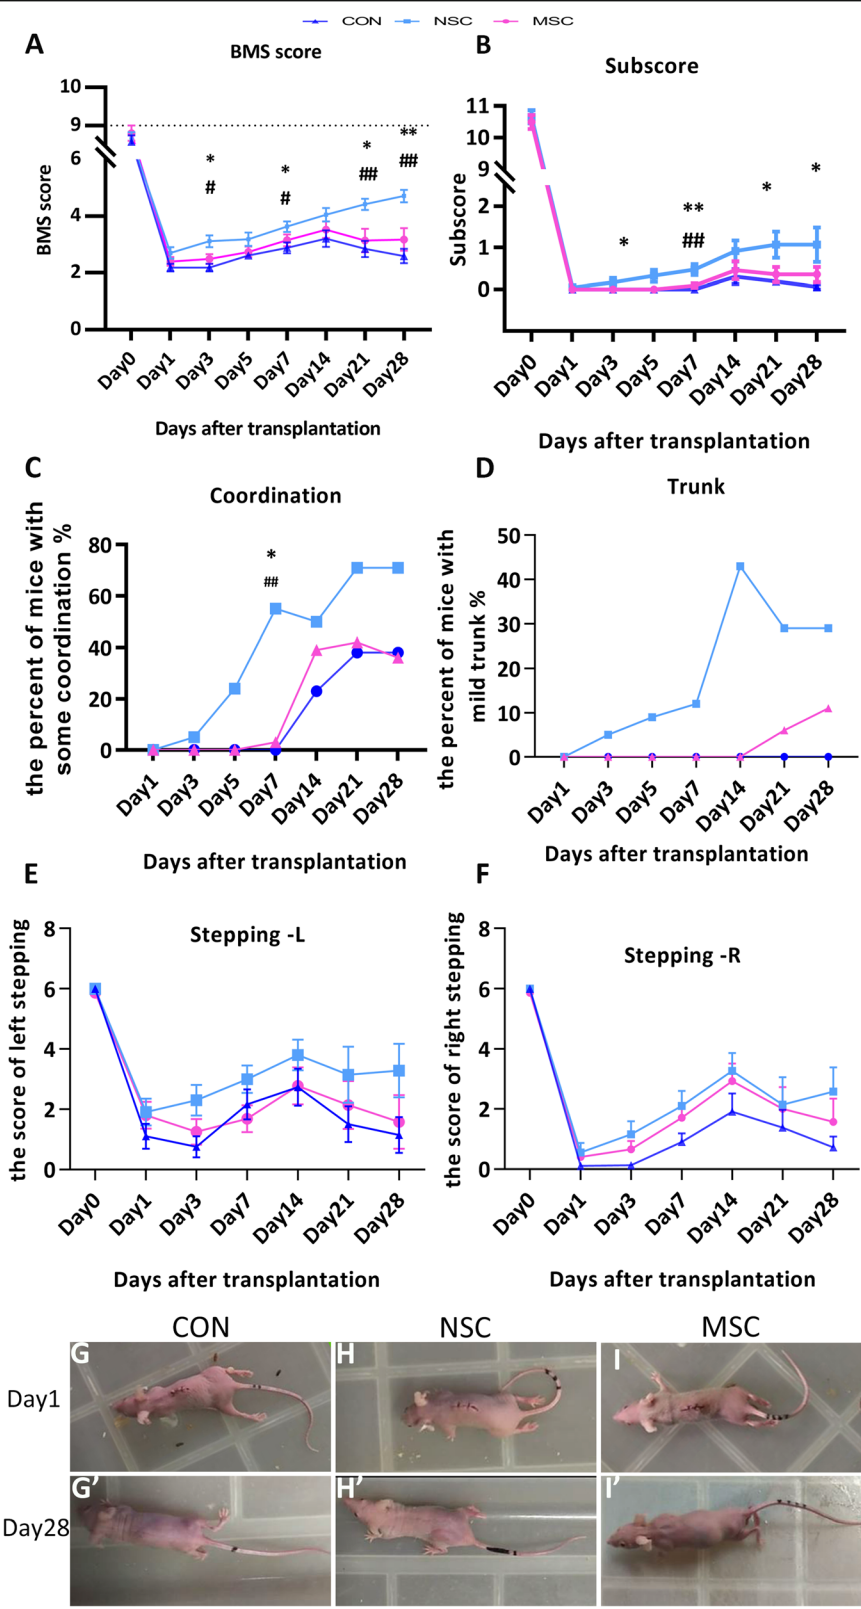 CON NSC MSC
A
BMS score
10
9
6
4
2
0
BMS score
*
#
*
#
*
##
**
##
Day0 Day1 Day3 Day5 Day7 Day14 Day21 Day28
Days after transplantation
B
Subscore
11
10
9
2
1
0
Subscore
*
**
##
*
*
Day0 Day1 Day3 Day5 Day7 Day14 Day21 Day28
Days after transplantation
C
Coordination
the percent of mice with
some coordination %
80
60
40
20
0
*
##
Day1 Day3 Day5 Day7 Day14 Day21 Day28
Days after transplantation
D
Trunk
the percent of mice with
mild trunk %
50
40
30
20
10
0
Day1 Day3 Day5 Day7 Day14 Day21 Day28
Days after transplantation
E
Stepping -L
the score of left stepping
8
6
4
2
0
Day0 Day1 Day3 Day7 Day14 Day21 Day28
Days after transplantation
F
Stepping -R
the score of right stepping
8
6
4
2
0
Day0 Day1 Day3 Day7 Day14 Day21 Day28
Days after transplantation
CON NSC MSC
Day1
G H I
Day28
G' H' I'